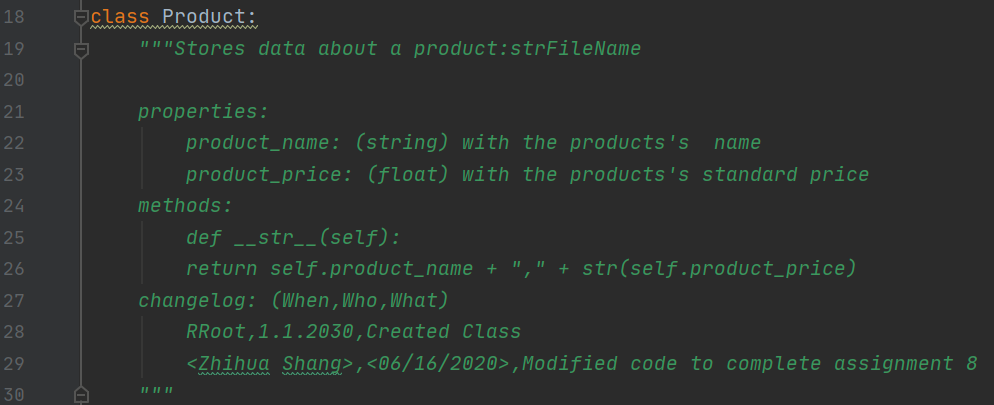 18 class Product:
19 """Stores data about a product:strFileName
20
21 properties:
22 product_name: (string) with the products's  name
23 product_price: (float) with the products's standard price
24 methods:
25 def __str__(self):
26 return self.product_name + "," + str(self.product_price)
27 changelog: (When,Who,What)
28 RRoot,1.1.2030,Created Class
29 <Zhihua Shang>,<06/16/2020>,Modified code to complete assignment 8
30 """